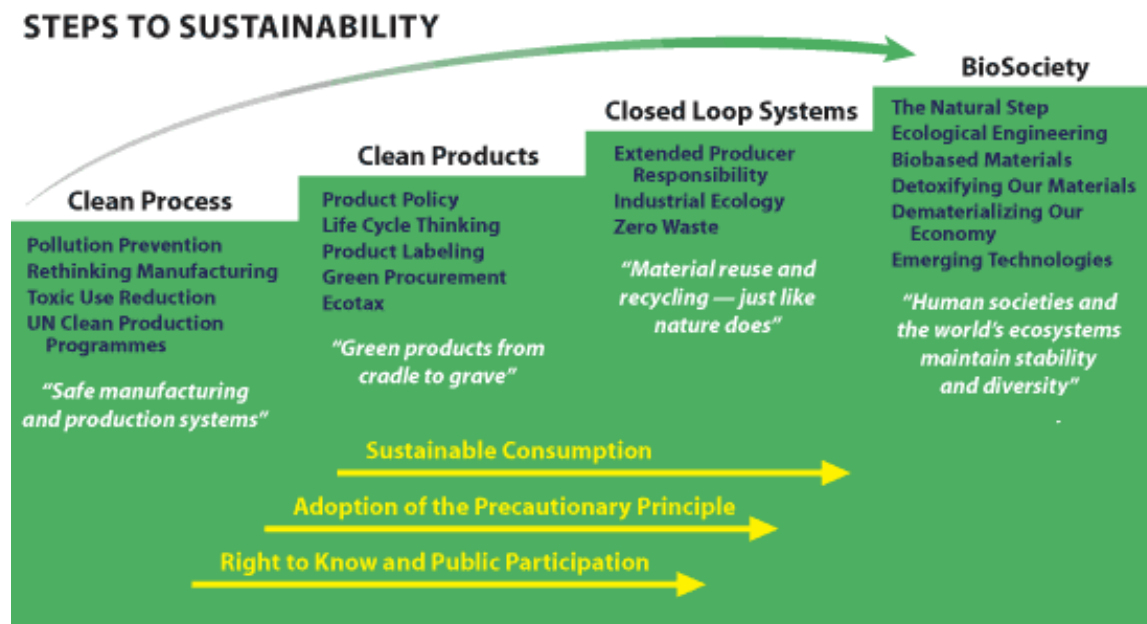 STEPS TO SUSTAINABILITY
Clean Process
Pollution Prevention
Rethinking Manufacturing
Toxic Use Reduction
UN Clean Production
Programmes
“Safe manufacturing
and production systems”
Clean Products
Product Policy
Life Cycle Thinking
Product Labeling
Green Procurement
Ecotax
“Green products from
cradle to grave”
Closed Loop Systems
Extended Producer
Responsibility
Industrial Ecology
Zero Waste
“Material reuse and
recycling — just like
nature does”
BioSociety
The Natural Step
Ecological Engineering
Biobased Materials
Detoxifying Our Materials
Dematerializing Our
Economy
Emerging Technologies
“Human societies and
the world’s ecosystems
maintain stability
and diversity”
Sustainable Consumption
Adoption of the Precautionary Principle
Right to Know and Public Participation